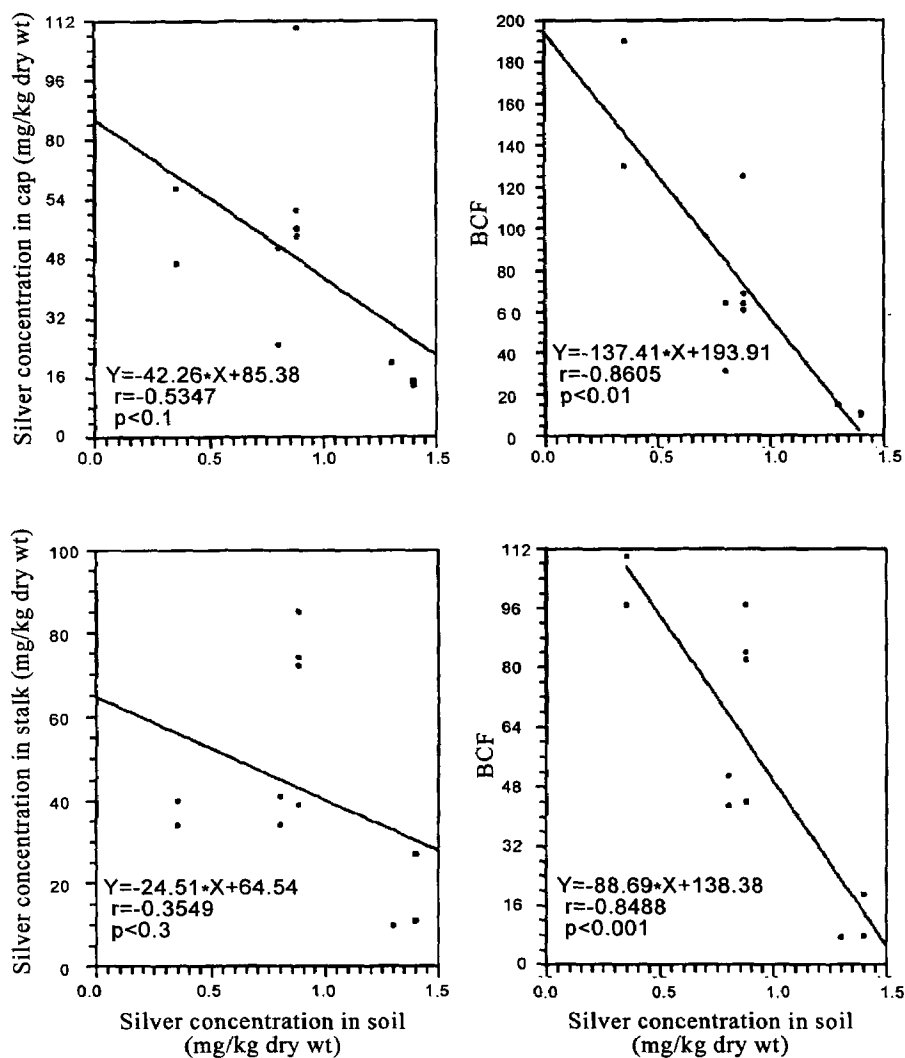 Silver concentration in cap (mg/kg dry wt)
112
96
80
64
54
48
32
16
0
0.0 0.5 1.0 1.5
Y=-42.26*X+85.38
r=-0.5347
p<0.1
BCF
200
180
160
140
120
100
80
60
40
20
0
0.0 0.5 1.0 1.5
Y=-137.41*X+193.91
r=-0.8605
p<0.01
Silver concentration in stalk (mg/kg dry wt)
100
80
60
40
20
0
0.0 0.5 1.0 1.5
Y=-24.51*X+64.54
r=-0.3549
p<0.3
Silver concentration in soil
(mg/kg dry wt)
BCF
112
96
80
64
48
32
16
0
0.0 0.5 1.0 1.5
Y=-88.69*X+138.38
r=-0.8488
p<0.001
Silver concentration in soil
(mg/kg dry wt)